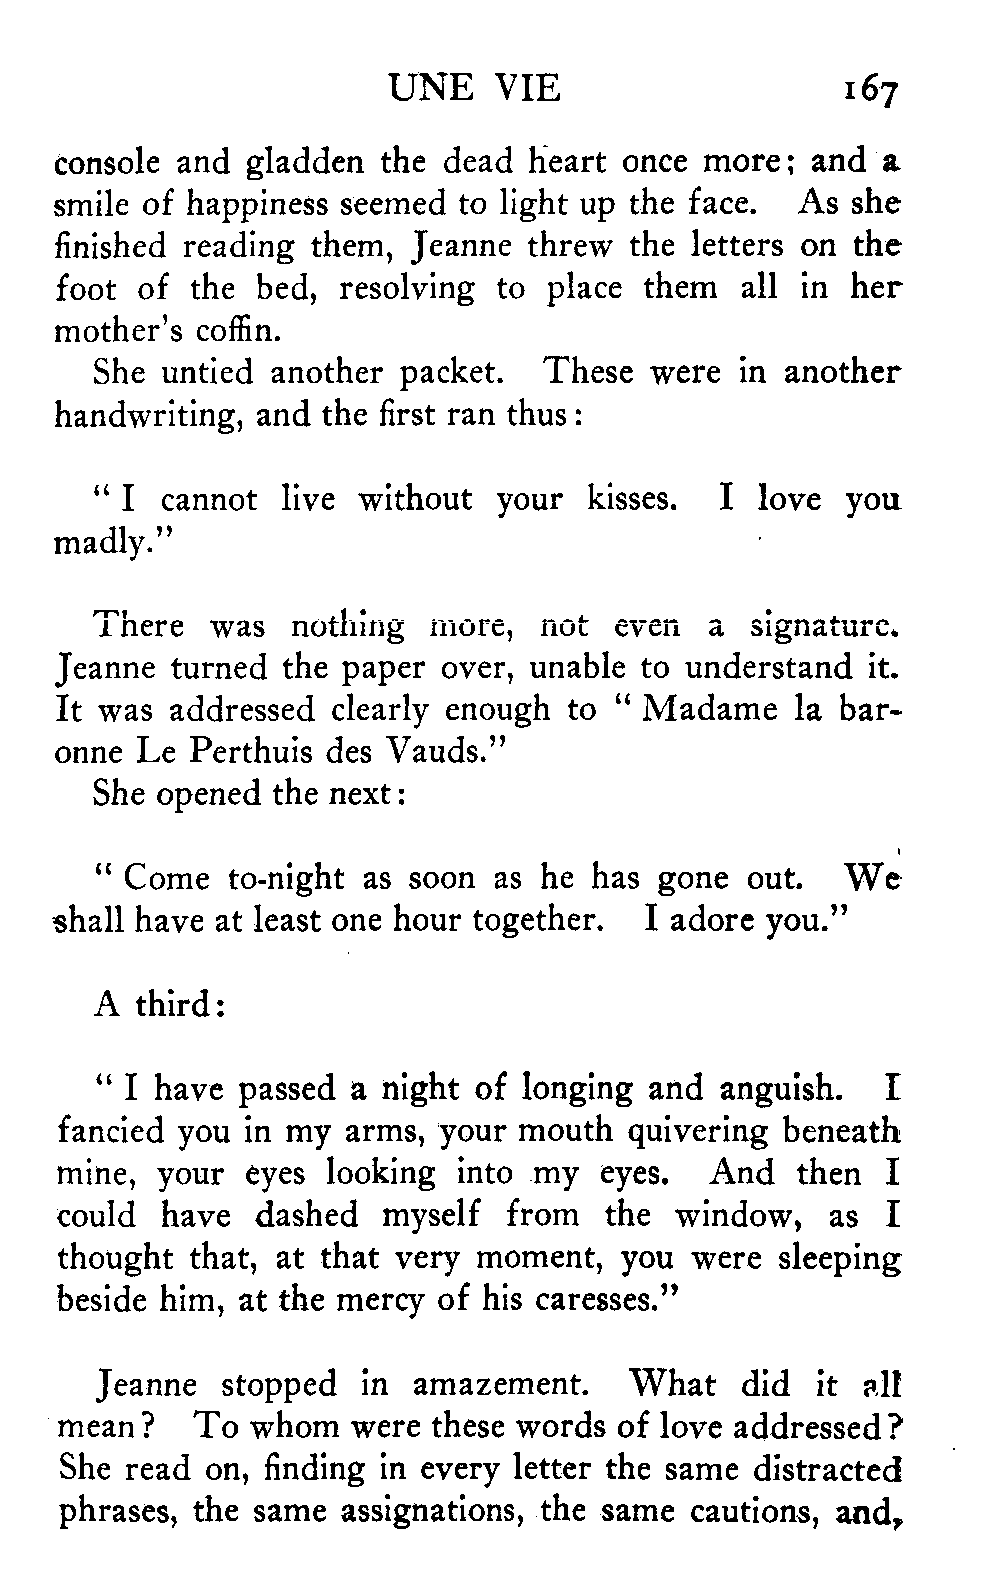 UNE VIE 167
console and gladden the dead heart once more; and a
smile of happiness seemed to light up the face. As she
finished reading them, Jeanne threw the letters on the
foot of the bed, resolving to place them all in her
mother's coffin.
She untied another packet. These were in another
handwriting, and the first ran thus:
" I cannot live without your kisses. I love you
madly."
There was nothing more, not even a signature.
Jeanne turned the paper over, unable to understand it.
It was addressed clearly enough to " Madame la bar-
onne Le Perthuis des Vauds."
She opened the next:
" Come to-night as soon as he has gone out. We
shall have at least one hour together. I adore you."
A third:
" I have passed a night of longing and anguish. I
fancied you in my arms, your mouth quivering beneath
mine, your eyes looking into my eyes. And then I
could have dashed myself from the window, as I
thought that, at that very moment, you were sleeping
beside him, at the mercy of his caresses."
Jeanne stopped in amazement. What did it all
mean? To whom were these words of love addressed?
She read on, finding in every letter the same distracted
phrases, the same assignations, the same cautions, and,